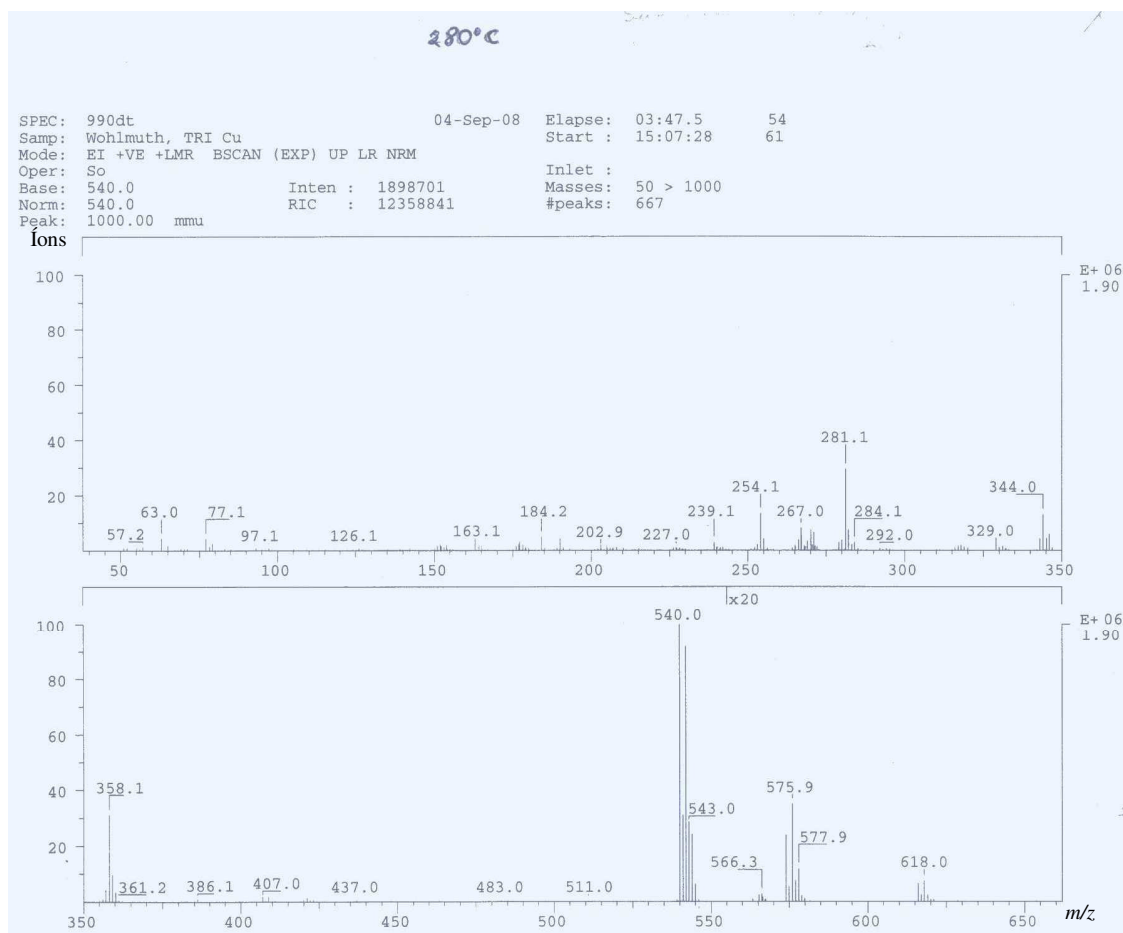 280°C
SPEC: 990dt 04-Sep-08 Elapse: 03:47.5 54
Samp: Wohlmuth, TRI Cu Start : 15:07:28 61
Mode: EI +VE +LMR BSCAN (EXP) UP LR NRM
Oper: So Inlet :
Base: 540.0 Inten : 1898701 Masses: 50 > 1000
Norm: 540.0 RIC : 12358841 #peaks: 667
Peak: 1000.00 mmu
Íons
100 E+ 06
1.90
80
60
40
281.1
20 254.1 344.0
63.0 77.1 184.2 239.1 267.0 284.1
57.2 97.1 126.1 163.1 202.9 227.0 292.0 329.0
50 100 150 200 250 300 350
x20
100 540.0 E+ 06
1.90
80
60
40 358.1 575.9
543.0
20 577.9
566.3 618.0
361.2 386.1 407.0 437.0 483.0 511.0
350 400 450 500 550 600 650 m/z